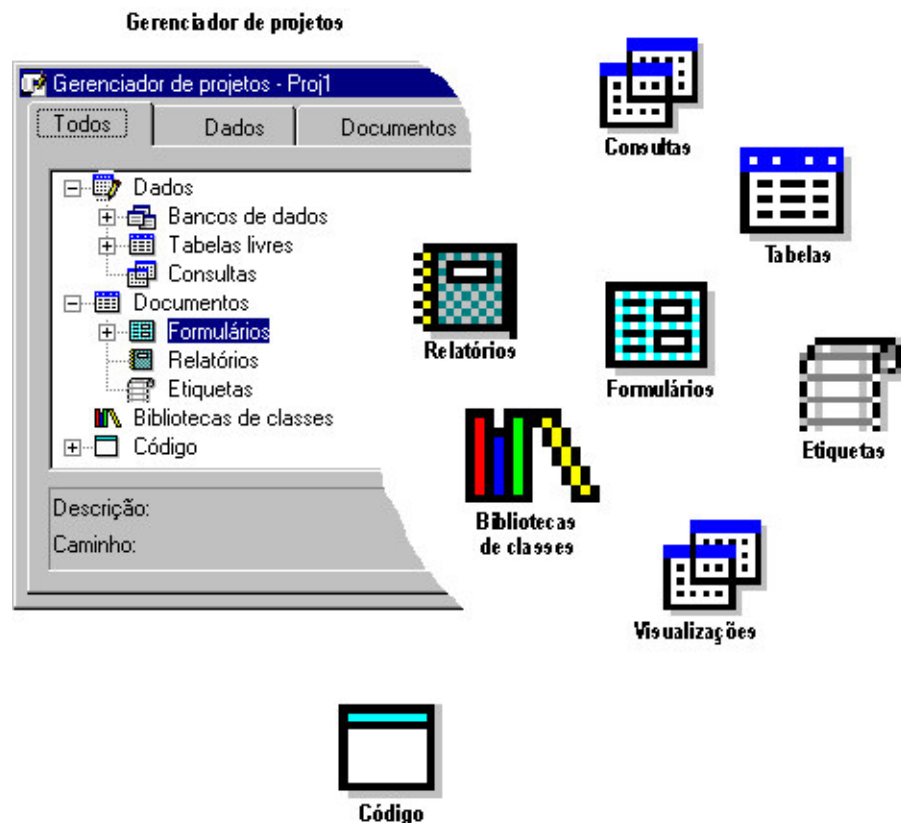 Gerenciador de projetos
Gerenciador de projetos - Proj1
Todos
Dados
Documentos
Dados
Bancos de dados
Tabelas livres
Consultas
Documentos
Formulários
Relatórios
Etiquetas
Bibliotecas de classes
Código
Descrição:
Caminho:
Consultas
Tabelas
Relatórios
Formulários
Etiquetas
Bibliotecas
de classes
Visualizações
Código